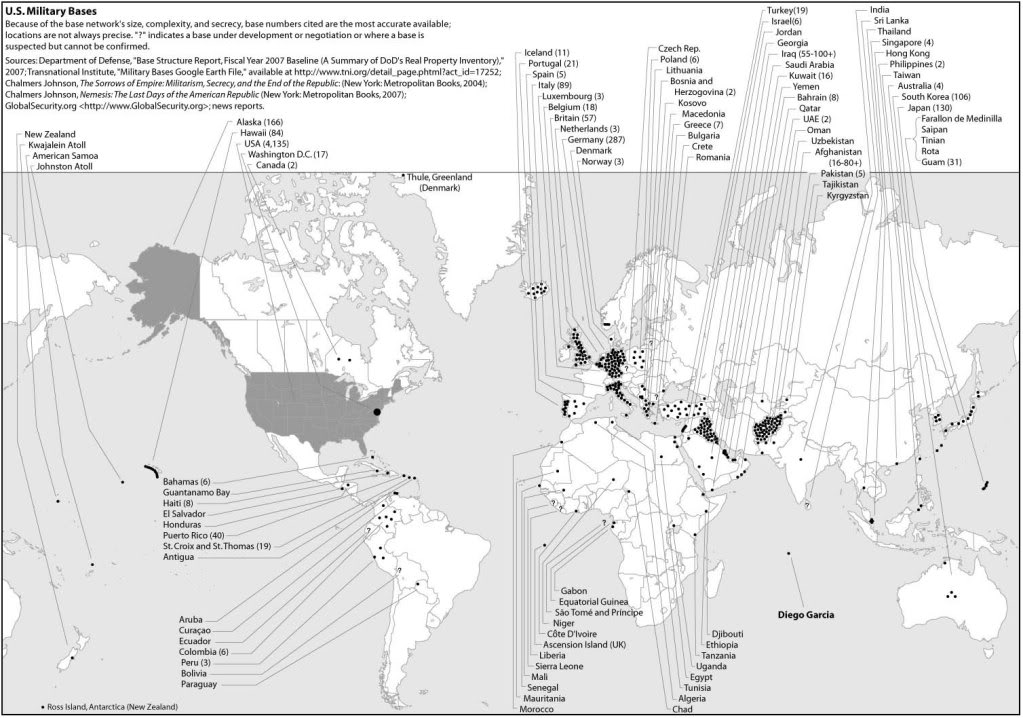 U.S. Military Bases
Because of the base network's size, complexity, and secrecy, base numbers cited are the most accurate available;
locations are not always precise. "?" indicates a base under development or negotiation or where a base is
suspected but cannot be confirmed.
Sources: Department of Defense, "Base Structure Report, Fiscal Year 2007 Baseline (A Summary of DoD's Real Property Inventory),"
2007; Transnational Institute, "Military Bases Google Earth File," available at http://www.tni.org/detail_page.phtml?act_id=17252;
Chalmers Johnson, The Sorrows of Empire: Militarism, Secrecy, and the End of the Republic: (New York: Metropolitan Books, 2004);
Chalmers Johnson, Nemesis: The Last Days of the American Republic (New York: Metropolitan Books, 2007);
GlobalSecurity.org <http://www.GlobalSecurity.org>; news reports.
New Zealand
Kwajalein Atoll
American Samoa
Johnston Atoll
Alaska (166)
Hawaii (84)
USA (4,135)
Washington D.C. (17)
Canada (2)
Thule, Greenland
(Denmark)
Iceland (11)
Portugal (21)
Spain (5)
Italy (89)
Luxembourg (3)
Belgium (18)
Britain (57)
Netherlands (3)
Germany (287)
Denmark
Norway (3)
Czech Rep.
Poland (6)
Lithuania
Bosnia and
Herzegovina (2)
Kosovo
Macedonia
Greece (7)
Bulgaria
Crete
Romania
Turkey(19)
Israel(6)
Jordan
Georgia
Iraq (55-100+)
Saudi Arabia
Kuwait (16)
Yemen
Bahrain (8)
Qatar
UAE (2)
Oman
Uzbekistan
Afghanistan
(16-80+)
Pakistan (5)
Tajikistan
Kyrgyzstan
India
Sri Lanka
Thailand
Singapore (4)
Hong Kong
Philippines (2)
Taiwan
Australia (4)
South Korea (106)
Japan (130)
Farallon de Medinilla
Saipan
Tinian
Rota
Guam (31)
?
?
?
?
?
?
?
?
?
Bahamas (6)
Guantanamo Bay
Haiti (8)
El Salvador
Honduras
Puerto Rico (40)
St. Croix and St. Thomas (19)
Antigua
Aruba
Curaçao
Ecuador
Colombia (6)
Peru (3)
Bolivia
Paraguay
Gabon
Equatorial Guinea
São Tomé and Príncipe
Niger
Côte D'Ivoire
Ascension Island (UK)
Liberia
Sierra Leone
Mali
Senegal
Mauritania
Morocco
Djibouti
Ethiopia
Tanzania
Uganda
Egypt
Tunisia
Algeria
Chad
Diego Garcia
Ross Island, Antarctica (New Zealand)